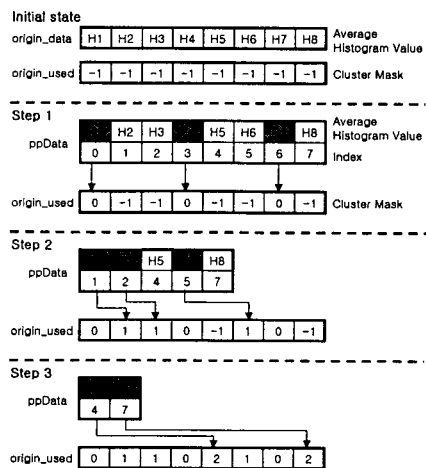 Initial state
origin_data H1 H2 H3 H4 H5 H6 H7 H8 Average Histogram Value
origin_used -1 -1 -1 -1 -1 -1 -1 -1 Cluster Mask
Step 1
ppData H2 H3 H5 H6 H8 Average Histogram Value
0 1 2 3 4 5 6 7 Index
origin_used 0 -1 -1 0 -1 -1 0 -1 Cluster Mask
Step 2
ppData H5 H8
1 2 4 5 7
origin_used 0 1 1 0 -1 1 0 -1
Step 3
ppData
4 7
origin_used 0 1 1 0 2 1 0 2